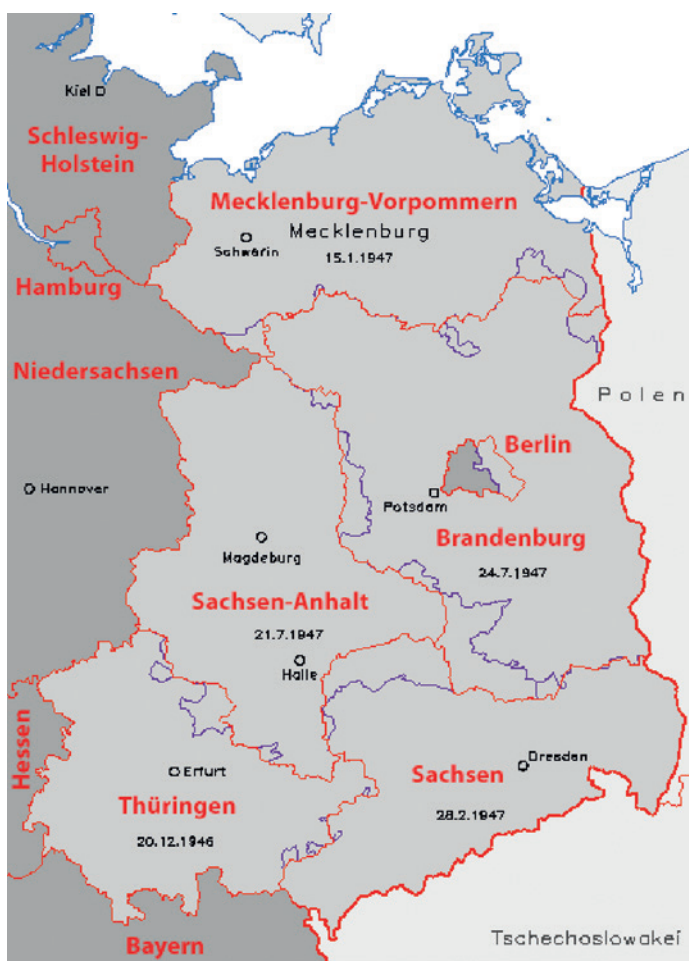 Kiel
Schleswig-
Holstein
Mecklenburg-Vorpommern
Mecklenburg
Schwerin
15.1.1947
Hamburg
Niedersachsen
Polen
Berlin
Hannover
Potsdam
Brandenburg
Magdeburg
24.7.1947
Sachsen-Anhalt
21.7.1947
Halle
Hessen
Dresden
Erfurt
Sachsen
Thüringen
28.2.1947
20.12.1946
Tschechoslowakei
Bayern